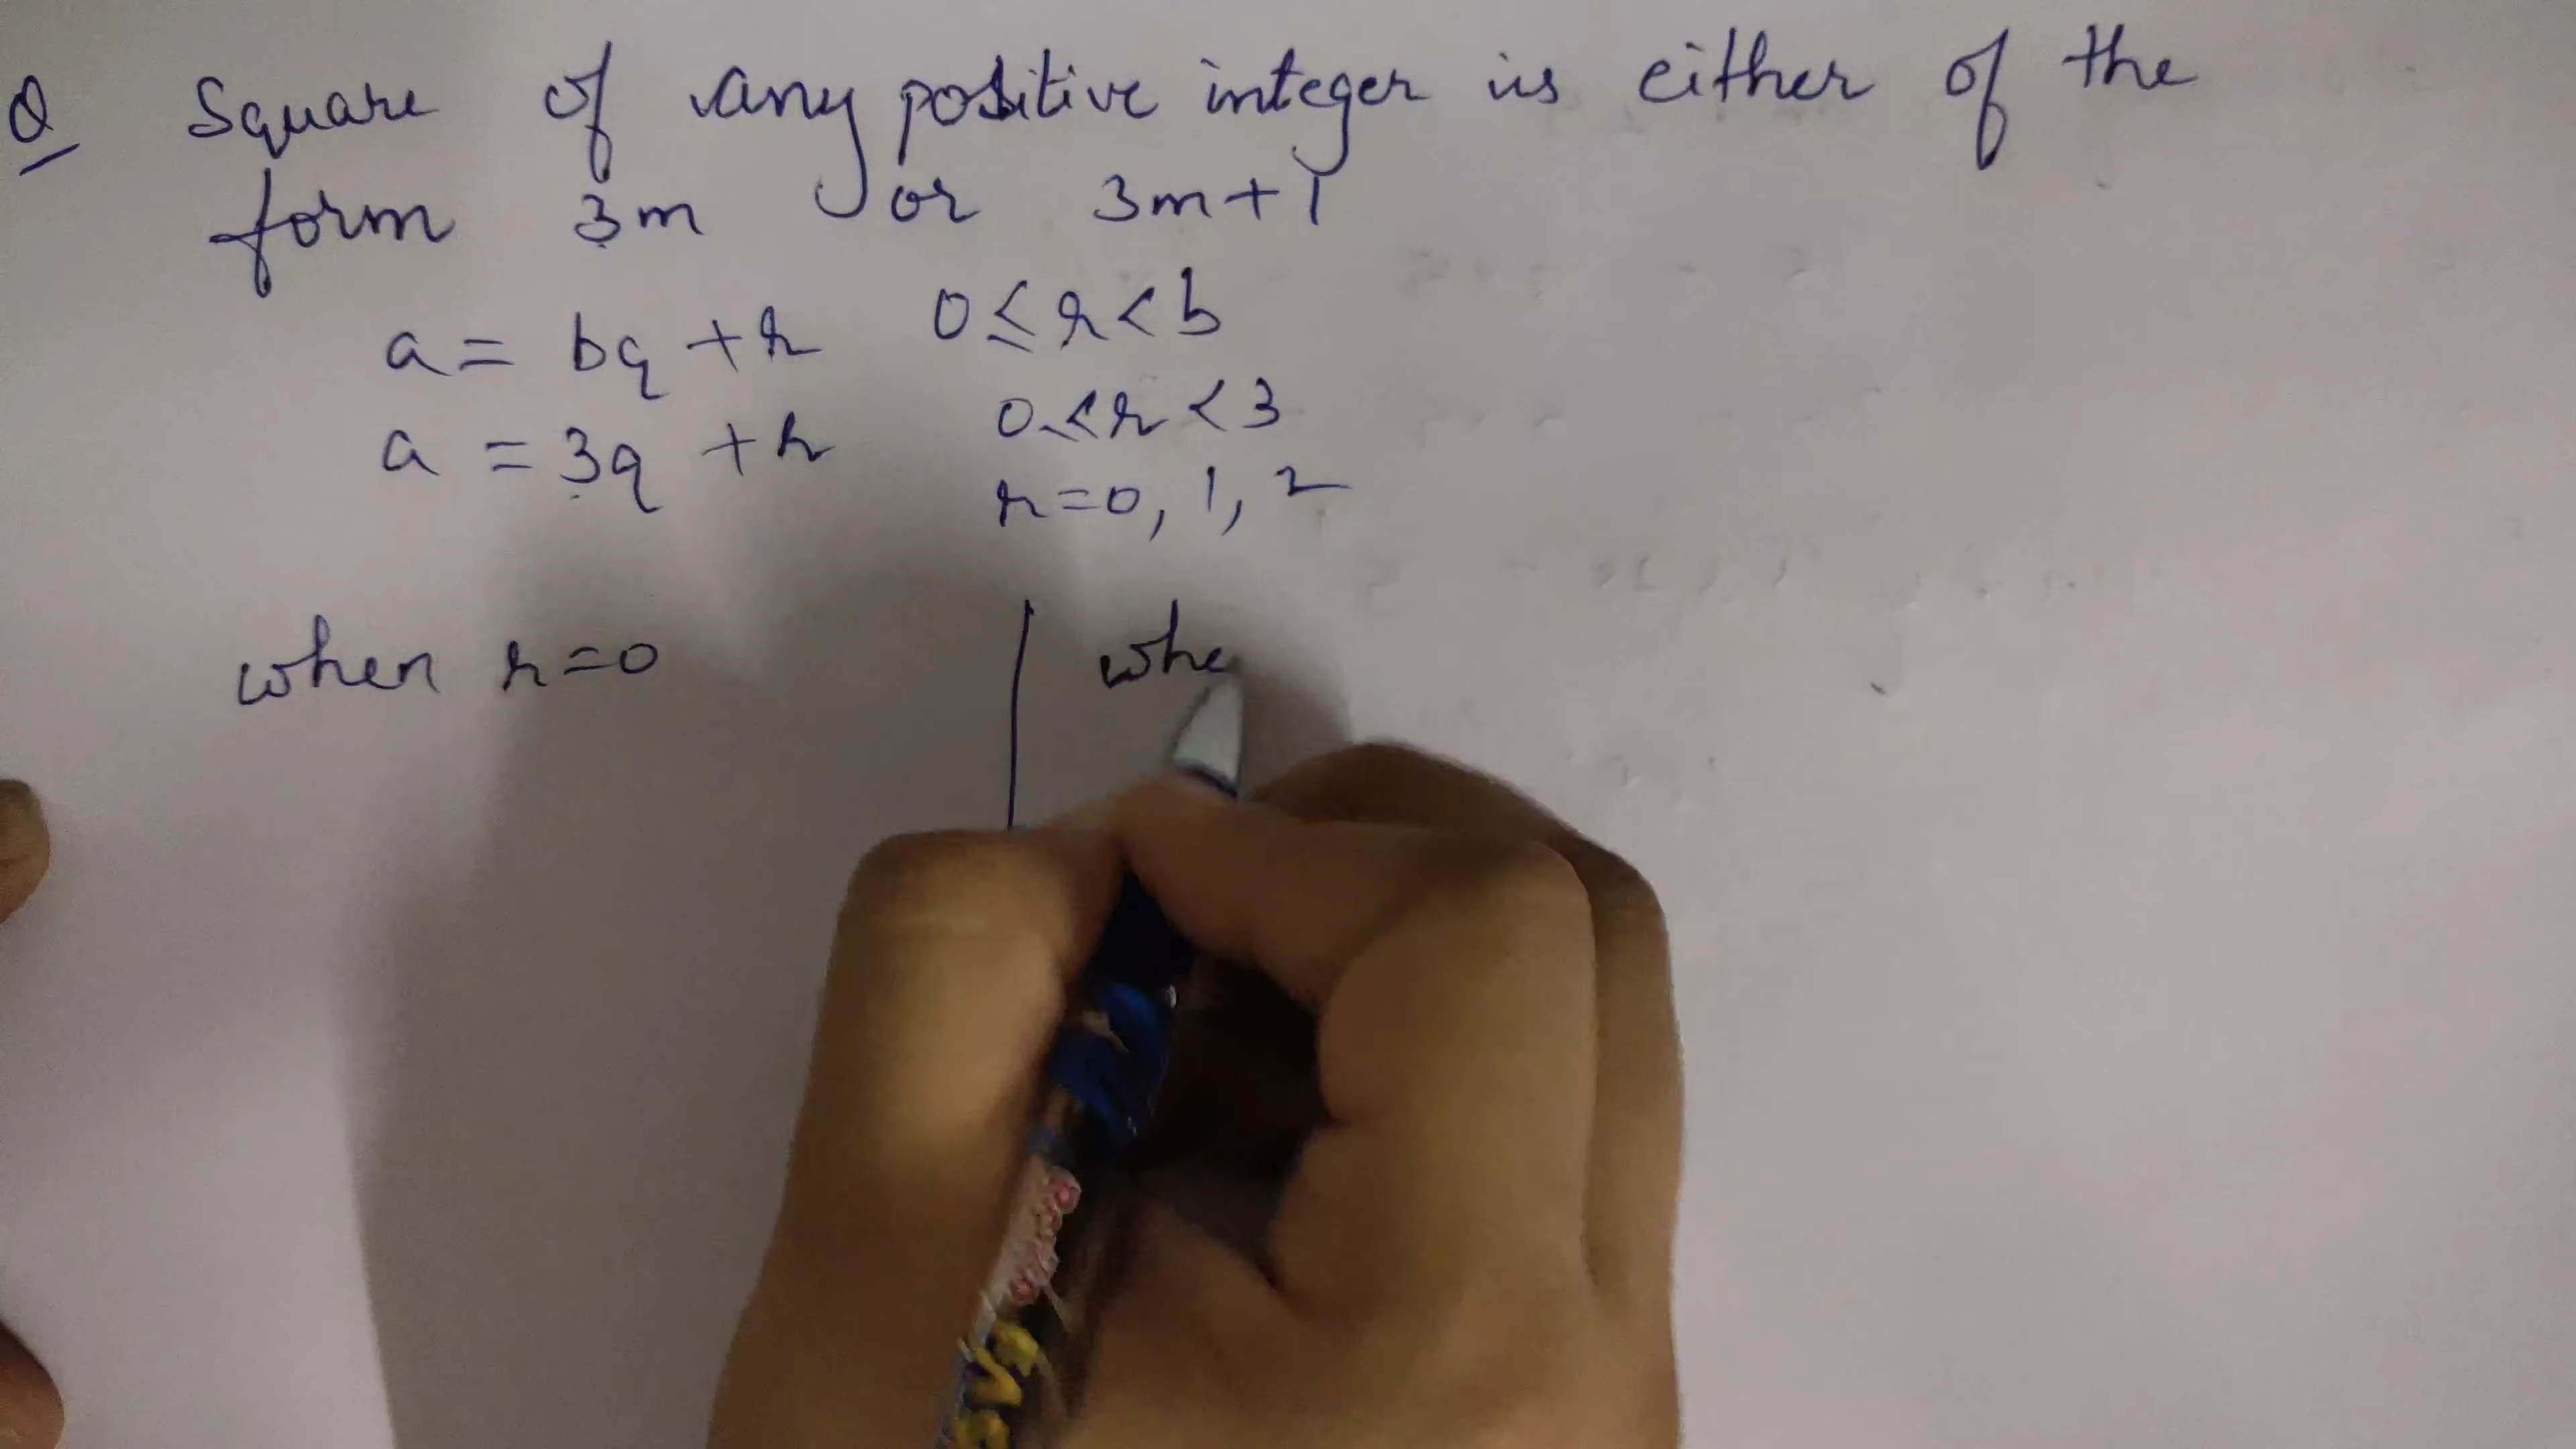 Q Square of any positive integer is either of the
form 3m or 3m+1
a = bq + r 0 ≤ r < b
a = 3q + r 0 ≤ r < 3
r = 0, 1, 2
when r = 0 whe